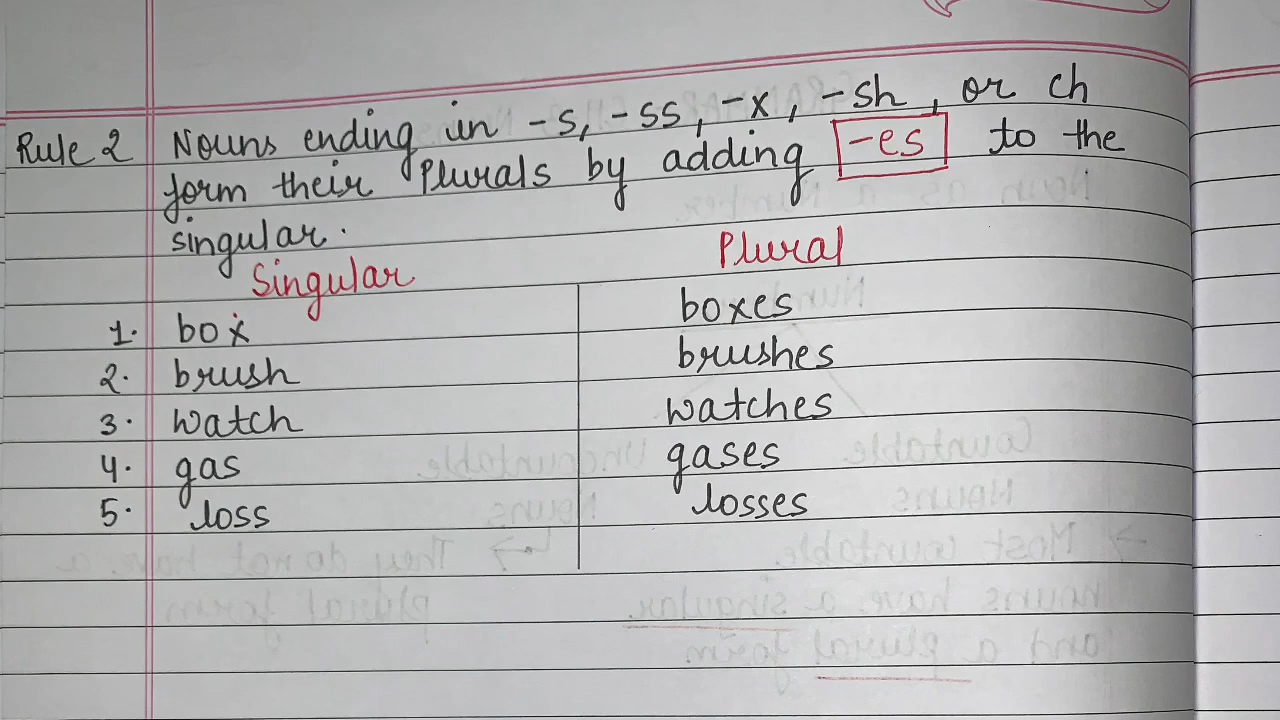 Rule 2 Nouns ending in -s, -ss, -x, -sh, or ch
form their Plurals by adding -es to the
singular.
Singular Plural
1. box boxes
2. brush brushes
3. watch watches
4. gas gases
5. loss losses